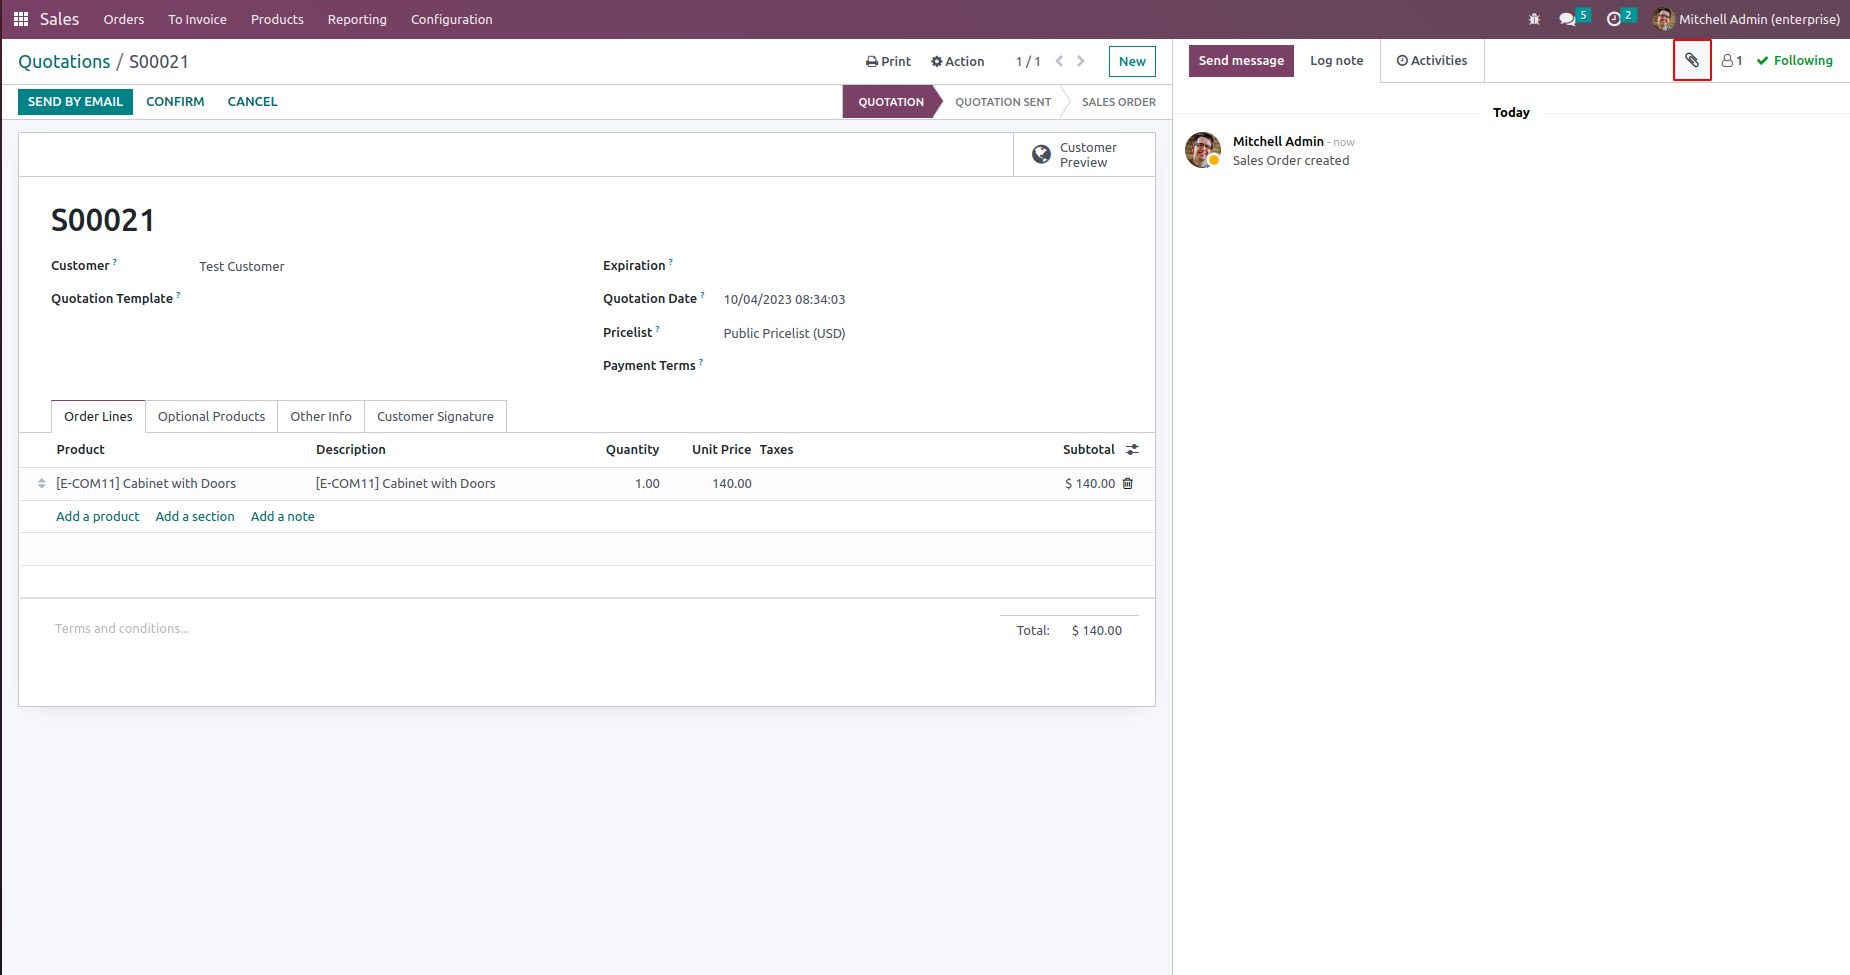 Sales Orders To Invoice Products Reporting Configuration 5 2 Mitchell Admin (enterprise)
Quotations / S00021 Print Action 1 / 1 New
Send message Log note Activities 1 Following
SEND BY EMAIL CONFIRM CANCEL QUOTATION QUOTATION SENT SALES ORDER
Today
Mitchell Admin - now
Sales Order created
Customer
Preview
S00021
Customer ? Test Customer Expiration ?
Quotation Template ? Quotation Date ? 10/04/2023 08:34:03
Pricelist ? Public Pricelist (USD)
Payment Terms ?
Order Lines Optional Products Other Info Customer Signature
Product Description Quantity Unit Price Taxes Subtotal
[E-COM11] Cabinet with Doors [E-COM11] Cabinet with Doors 1.00 140.00 $ 140.00
Add a product Add a section Add a note
Terms and conditions... Total: $ 140.00